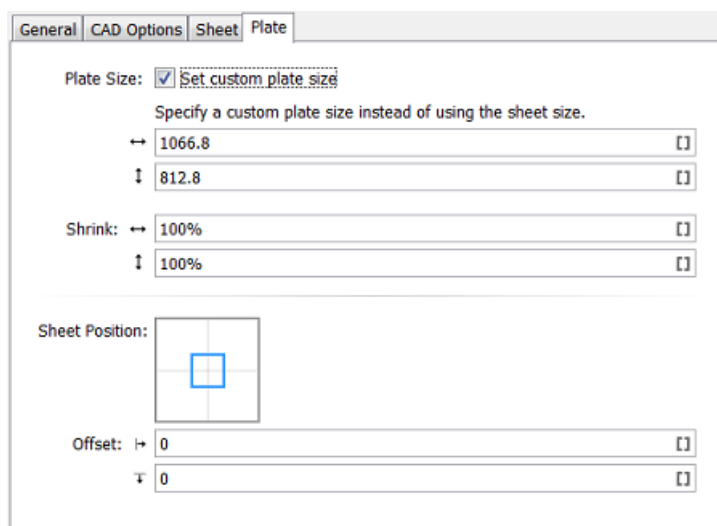 General CAD Options Sheet Plate
Plate Size: Set custom plate size
Specify a custom plate size instead of using the sheet size.
1066.8
812.8
Shrink: 100%
100%
Sheet Position:
Offset: 0
0